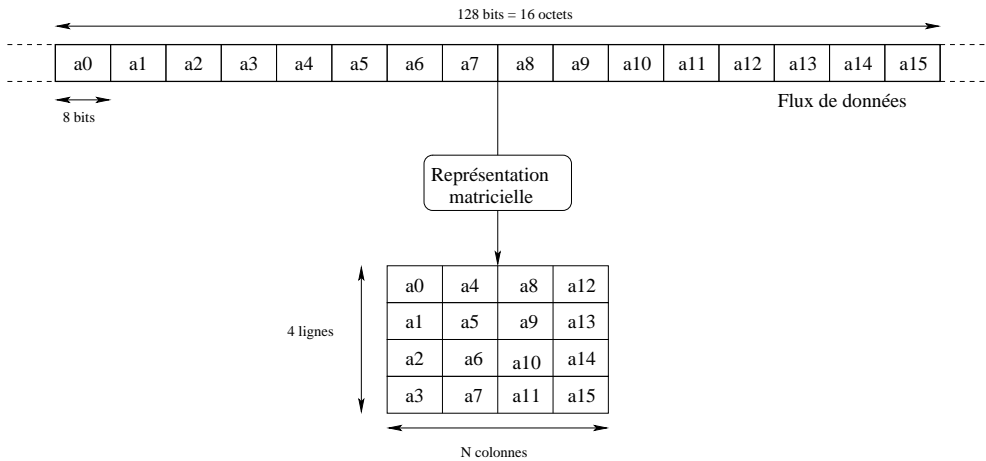 128 bits = 16 octets
a0 a1 a2 a3 a4 a5 a6 a7 a8 a9 a10 a11 a12 a13 a14 a15
8 bits
Flux de données
Représentation
matricielle
a0 a4 a8 a12
a1 a5 a9 a13
4 lignes
a2 a6 a10 a14
a3 a7 a11 a15
N colonnes